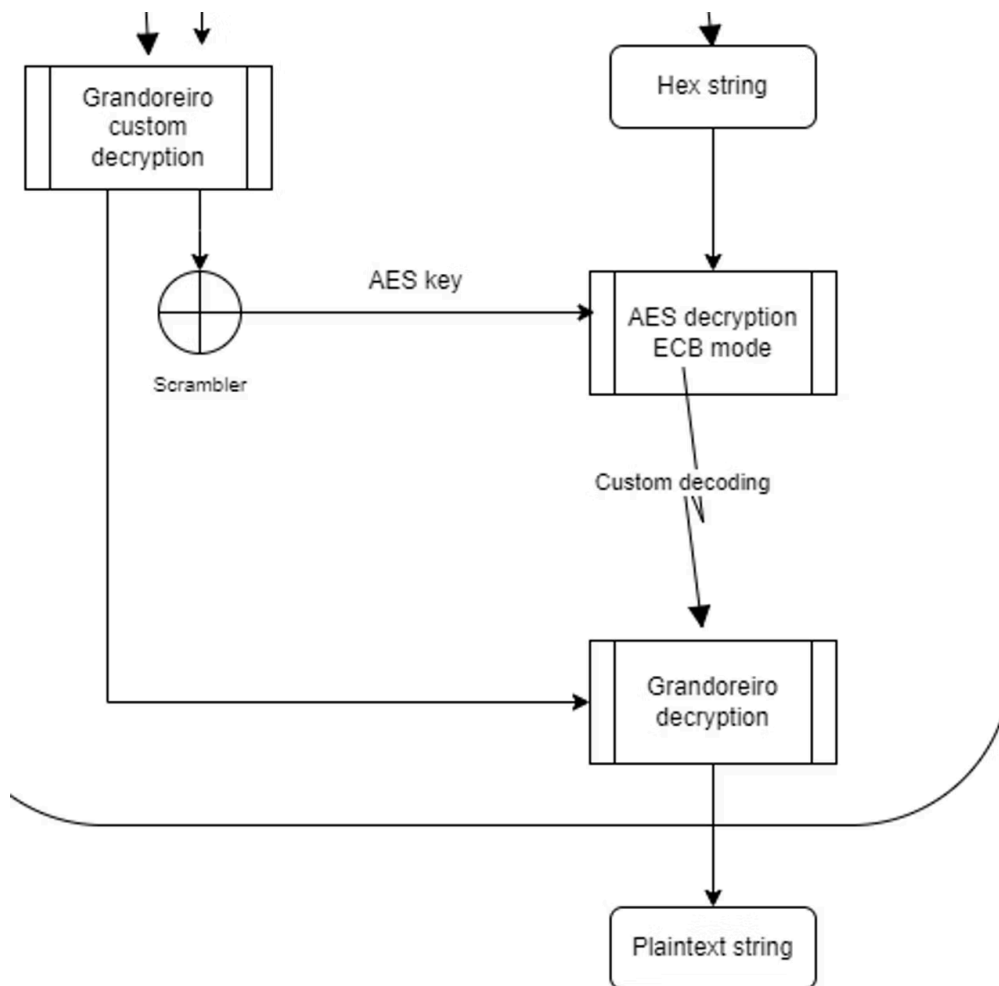 Grandoreiro
custom
decryption
Hex string
AES key
Scrambler
AES decryption
ECB mode
Custom decoding
Grandoreiro
decryption
Plaintext string